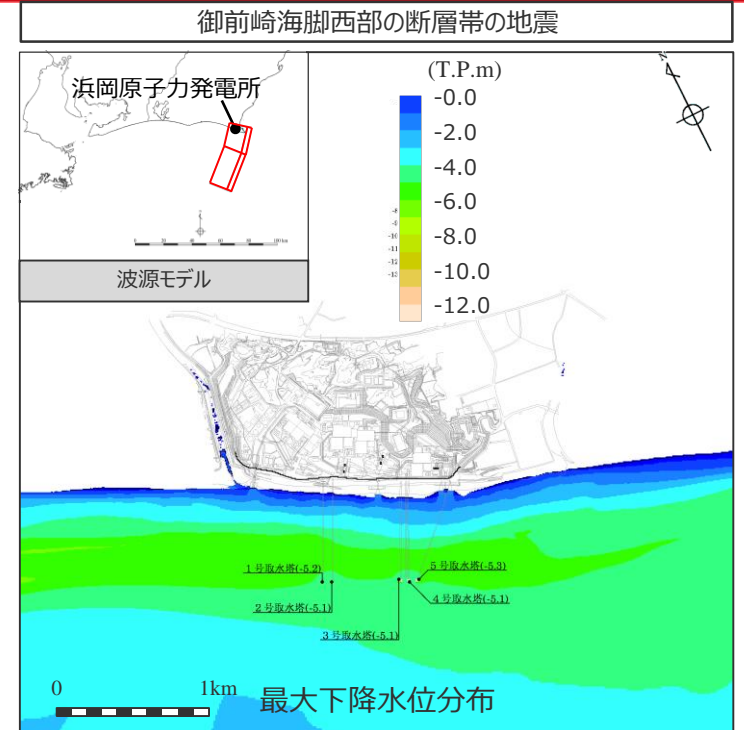 御前崎海脚西部の断層帯の地震
浜岡原子力発電所
波源モデル
(T.P.m)
-0.0
-2.0
-4.0
-6.0
-8.0
-10.0
-12.0
1号取水塔(-5.2)
2号取水塔(-5.1)
3号取水塔(-5.1)
5号取水塔(-5.3)
4号取水塔(-5.1)
0 1km
最大下降水位分布